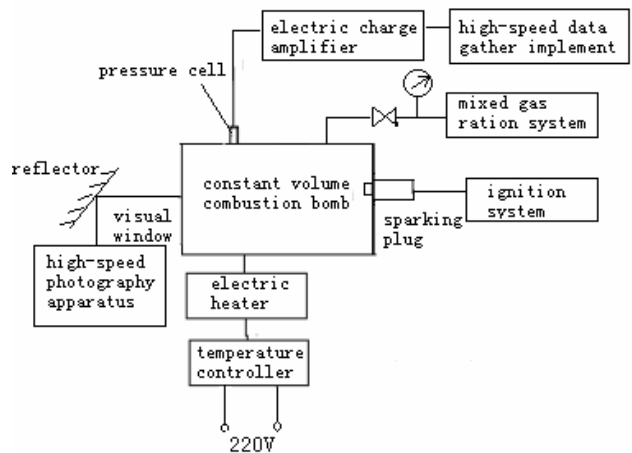 electric charge
amplifier
high-speed data
gather implement
pressure cell
mixed gas
ration system
reflector
constant volume
combustion bomb
visual
window
sparking
plug
ignition
system
high-speed
photography
apparatus
electric
heater
temperature
controller
220V